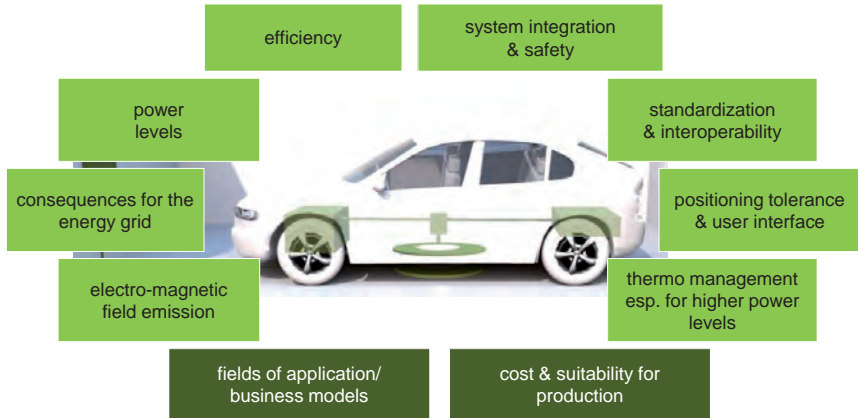 efficiency
system integration
& safety
power
levels
standardization
& interoperability
consequences for the
energy grid
positioning tolerance
& user interface
electro-magnetic
field emission
thermo management
esp. for higher power
levels
fields of application/
business models
cost & suitability for
production